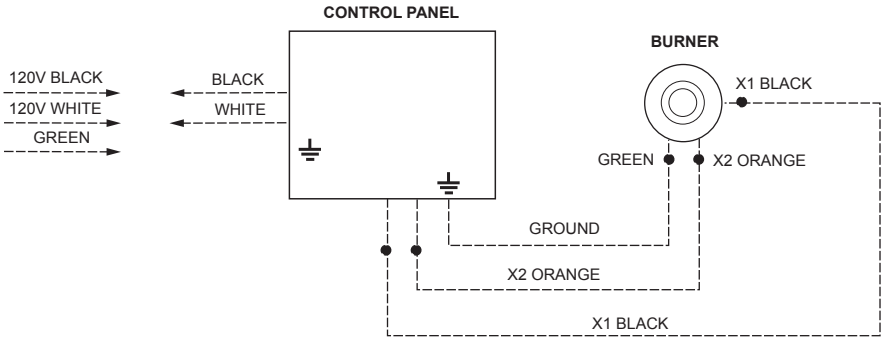 CONTROL PANEL
BURNER
120V BLACK
BLACK
X1 BLACK
120V WHITE
WHITE
GREEN
GREEN
X2 ORANGE
GROUND
X2 ORANGE
X1 BLACK